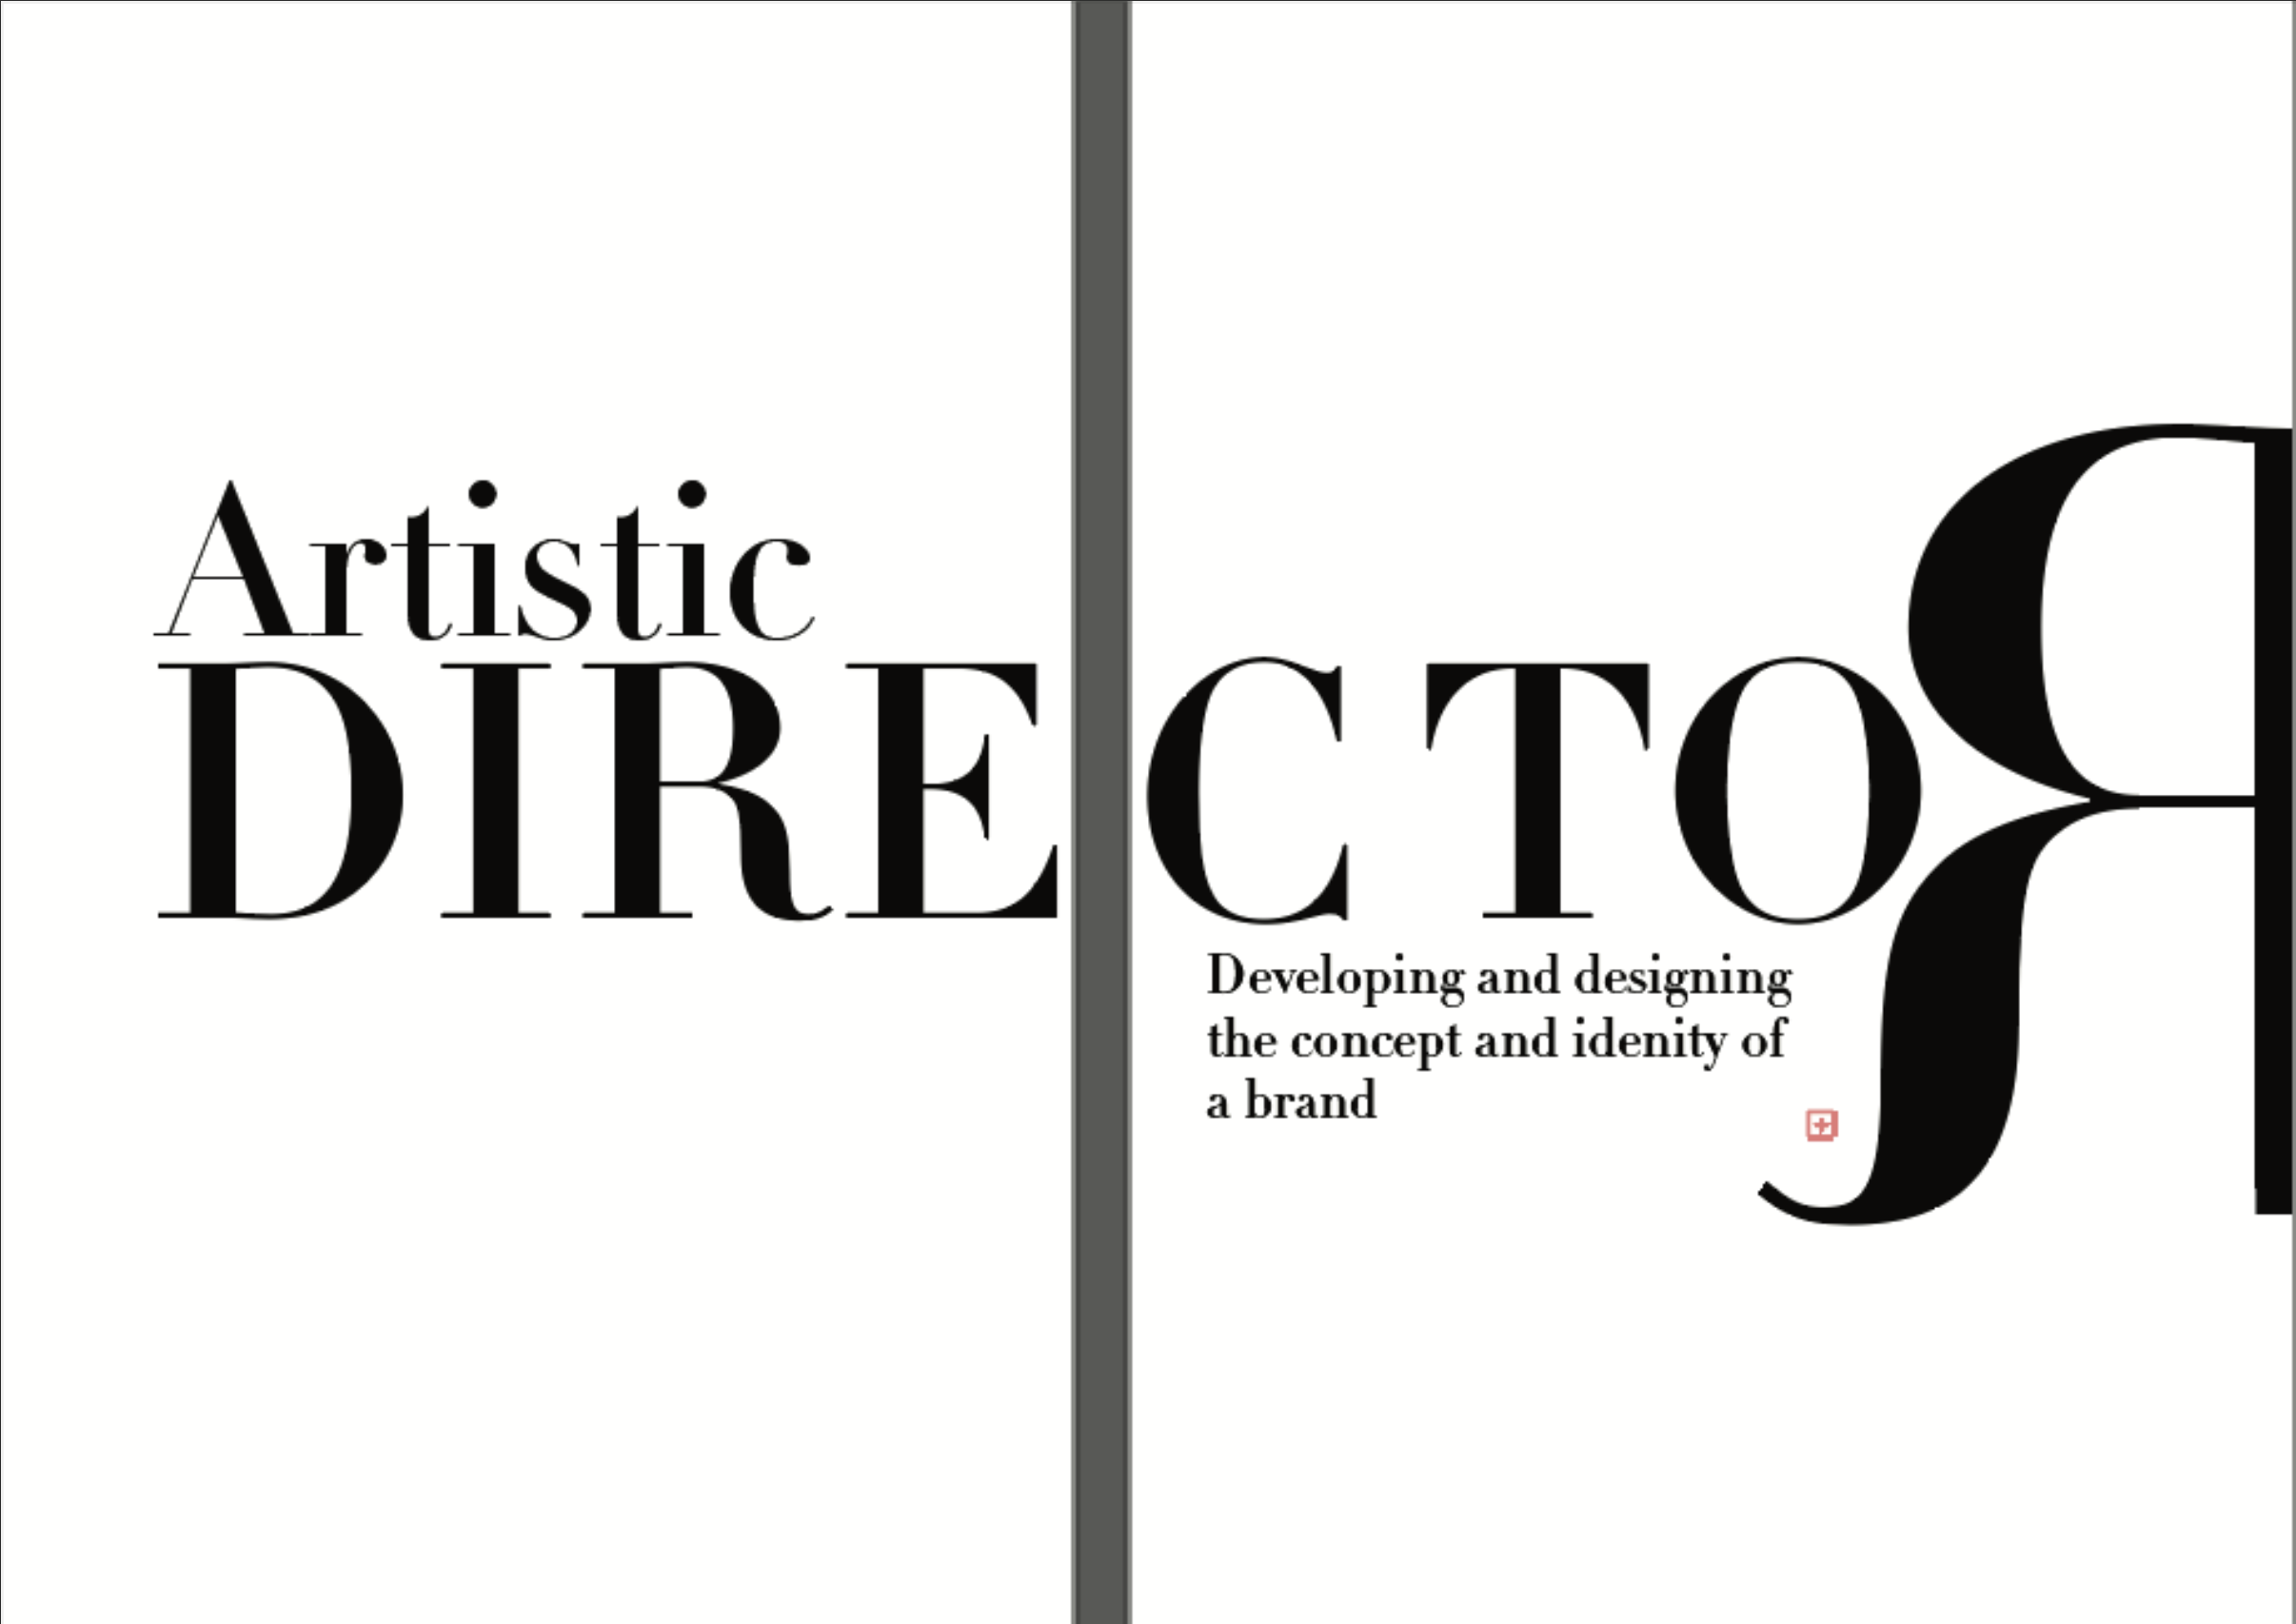 Artistic
DIRECTOR
Developing and designing
the concept and idenity of
a brand